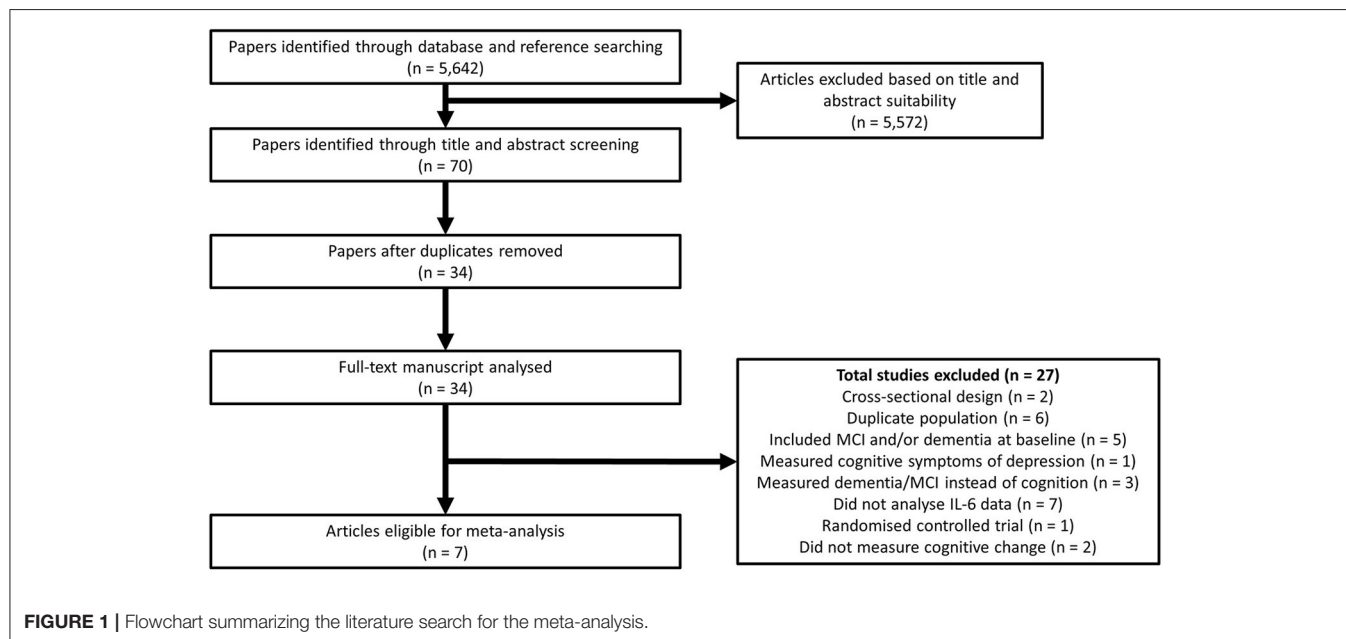 Papers identified through database and reference searching
(n = 5,642)
Articles excluded based on title and
abstract suitability
(n = 5,572)
Papers identified through title and abstract screening
(n = 70)
Papers after duplicates removed
(n = 34)
Full-text manuscript analysed
(n = 34)
Total studies excluded (n = 27)
Cross-sectional design (n = 2)
Duplicate population (n = 6)
Included MCI and/or dementia at baseline (n = 5)
Measured cognitive symptoms of depression (n = 1)
Measured dementia/MCI instead of cognition (n = 3)
Did not analyse IL-6 data (n = 7)
Randomised controlled trial (n = 1)
Did not measure cognitive change (n = 2)
Articles eligible for meta-analysis
(n = 7)
FIGURE 1 | Flowchart summarizing the literature search for the meta-analysis.